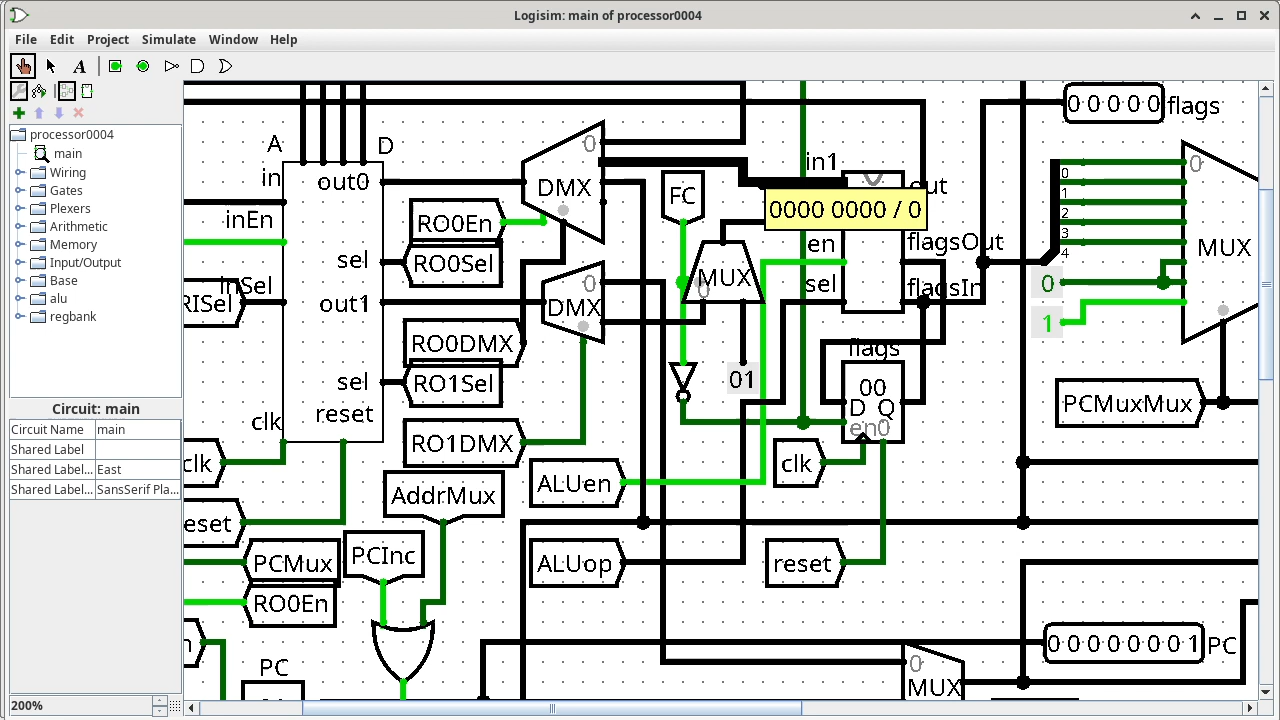 Logisim: main of processor0004
File Edit Project Simulate Window Help
A
processor0004
main
Wiring
Gates
Plexers
Arithmetic
Memory
Input/Output
Base
alu
regbank
Circuit: main
Circuit Name main
Shared Label
Shared Label... East
Shared Label... SansSerif Pla...
200%
A
D
in
out0
inEn
sel
inSel
out1
sel
reset
clk
RISel
clk
eset
PCMux
RO0En
n
PC
RO0En
RO0Sel
RO0DMX
RO1Sel
RO1DMX
AddrMux
PCInc
0
DMX
0
DMX
FC
MUX
0
01
ALUen
ALUop
in1
out
0000 0000 / 0
en
flagsOut
sel
flagsIn
flags
00
D Q
en0
clk
reset
0 0 0 0 0 flags
0
1
2
3
4
0
1
0
MUX
PCMuxMux
0 0 0 0 0 0 0 1 PC
0
MUX